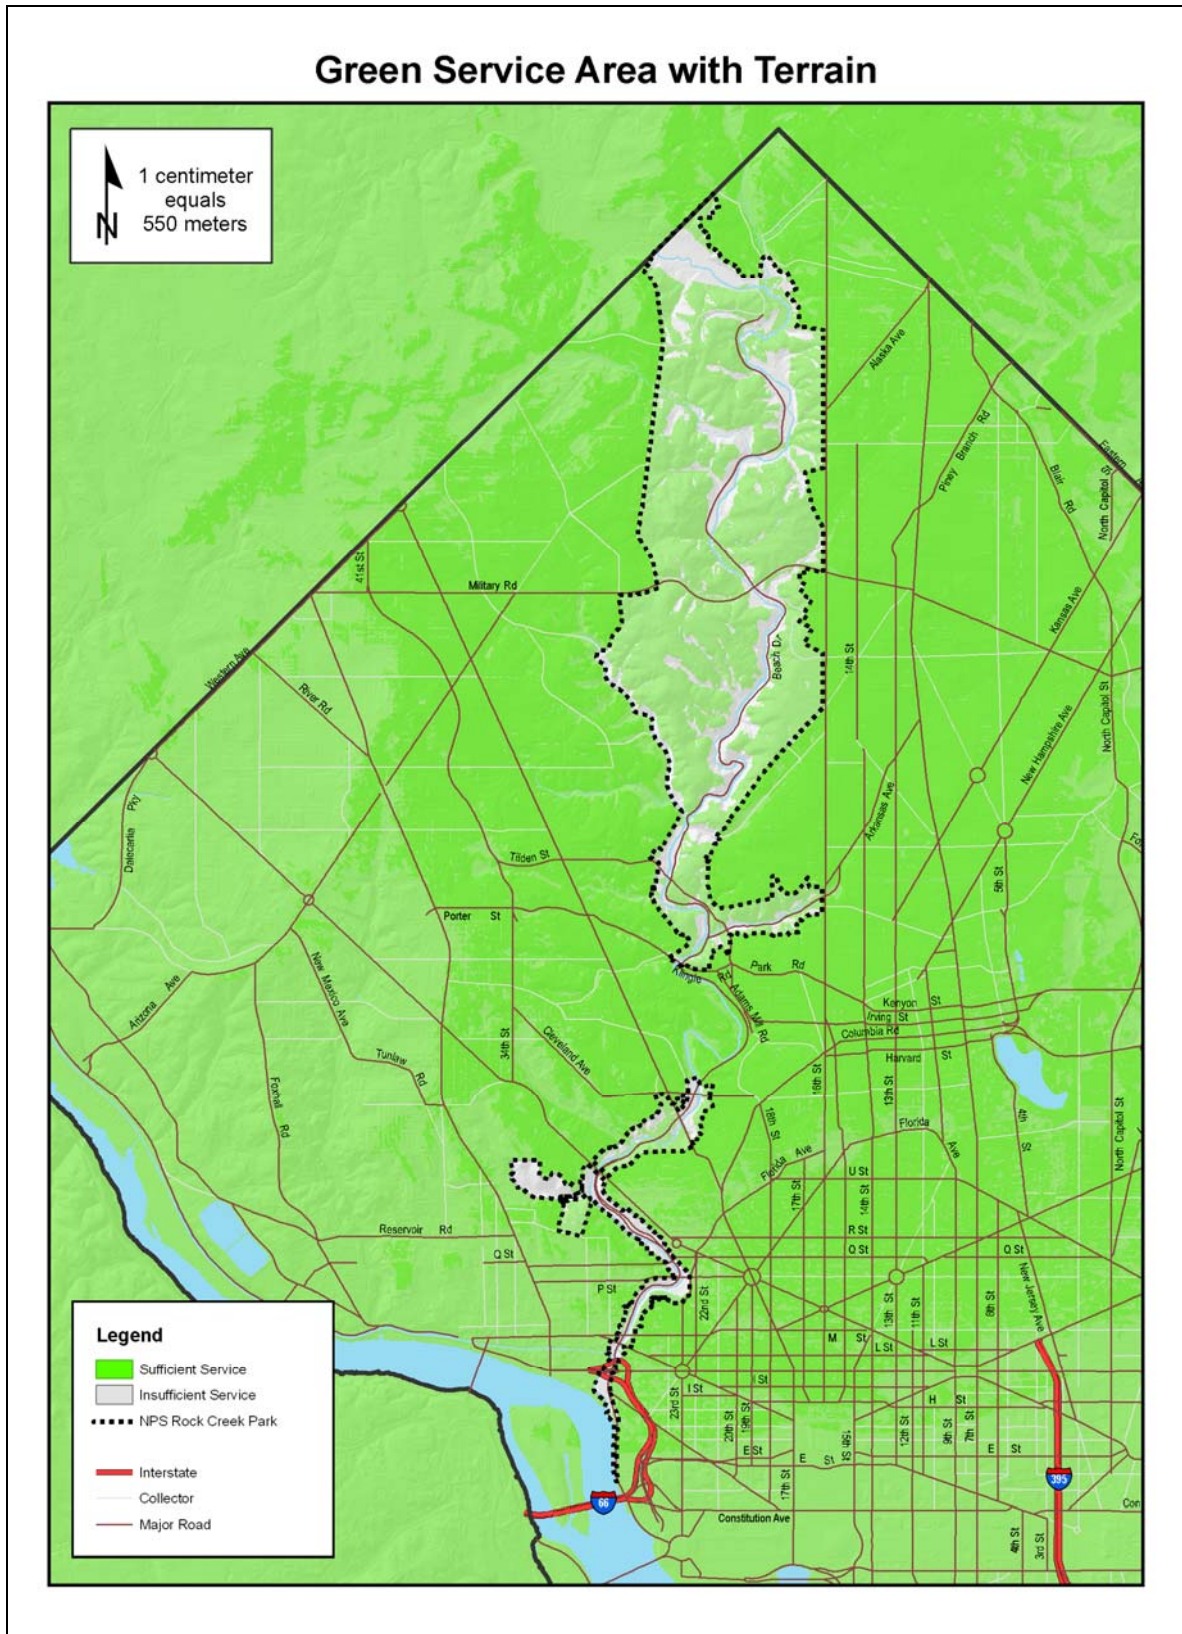 Green Service Area with Terrain
1 centimeter
equals
550 meters
N
Alaska Ave
Piney Branch Rd
Blair Rd
Eastern
North Capitol St
41st St
Military Rd
Kansas Ave
Western Ave
River Rd
Beach Dr
14th St
North Capitol St
New Hampshire Ave
Dalecarlia Pky
Arkansas Ave
Tilden St
5th St
Porter St
New Mexico Ave
Arizona Ave
Klingle Rd
Park Rd
Adams Mill Rd
Kenyon St
Irving St
Columbia Rd
Harvard St
34th St
Cleveland Ave
Tunlaw Rd
Foxhall Rd
16th St
13th St
18th St
4th St
North Capitol St
Florida Ave
Florida Ave
U St
17th St
14th St
Reservoir Rd
R St
Q St
Q St
Q St
P St
22nd St
13th St
11th St
8th St
New Jersey Ave
M St
L St
L St
I St
I St
H St
23rd St
20th St
19th St
15th St
12th St
9th St
7th St
E St
E St
E St
17th St
66
395
Constitution Ave
Con
4th St
3rd St
Legend
Sufficient Service
Insufficient Service
NPS Rock Creek Park
Interstate
Collector
Major Road